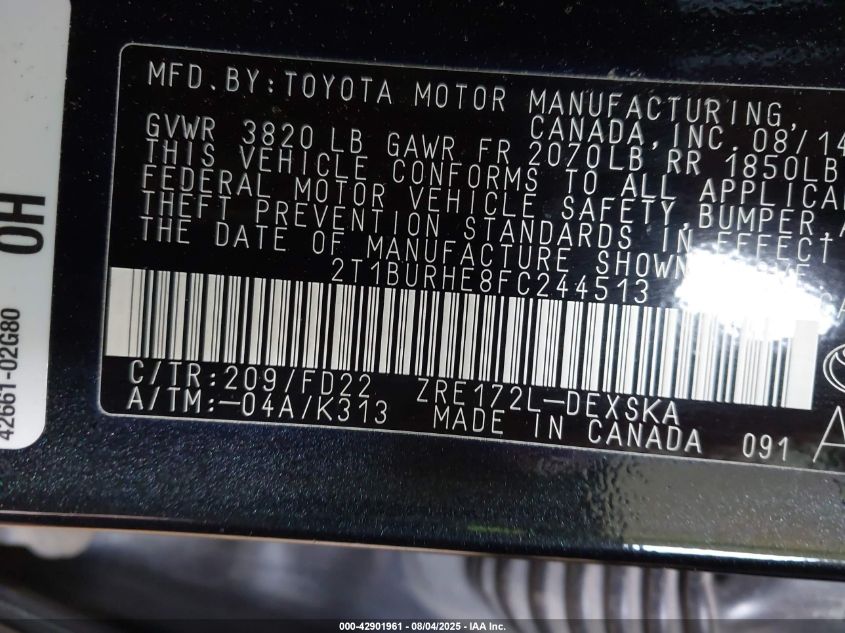 MFD.BY:TOYOTA MOTOR MANUFACTURING,
CANADA,INC. 08/14
GVWR 3820 LB GAWR FR 2070LB RR 1850LB
THIS VEHICLE CONFORMS TO ALL APPLICA
FEDERAL MOTOR VEHICLE SAFETY,BUMPER,A
THEFT PREVENTION STANDARDS IN EFFECT
THE DATE OF MANUFACTURE SHOWN
2T1BURHE8FC244513
C/TR:209/FD22 ZRE172L-DEXSKA
A/TM:-04A/K313 MADE IN CANADA 091
42661-02G80 0H
000-42901961 - 08/04/2025 - IAA Inc.